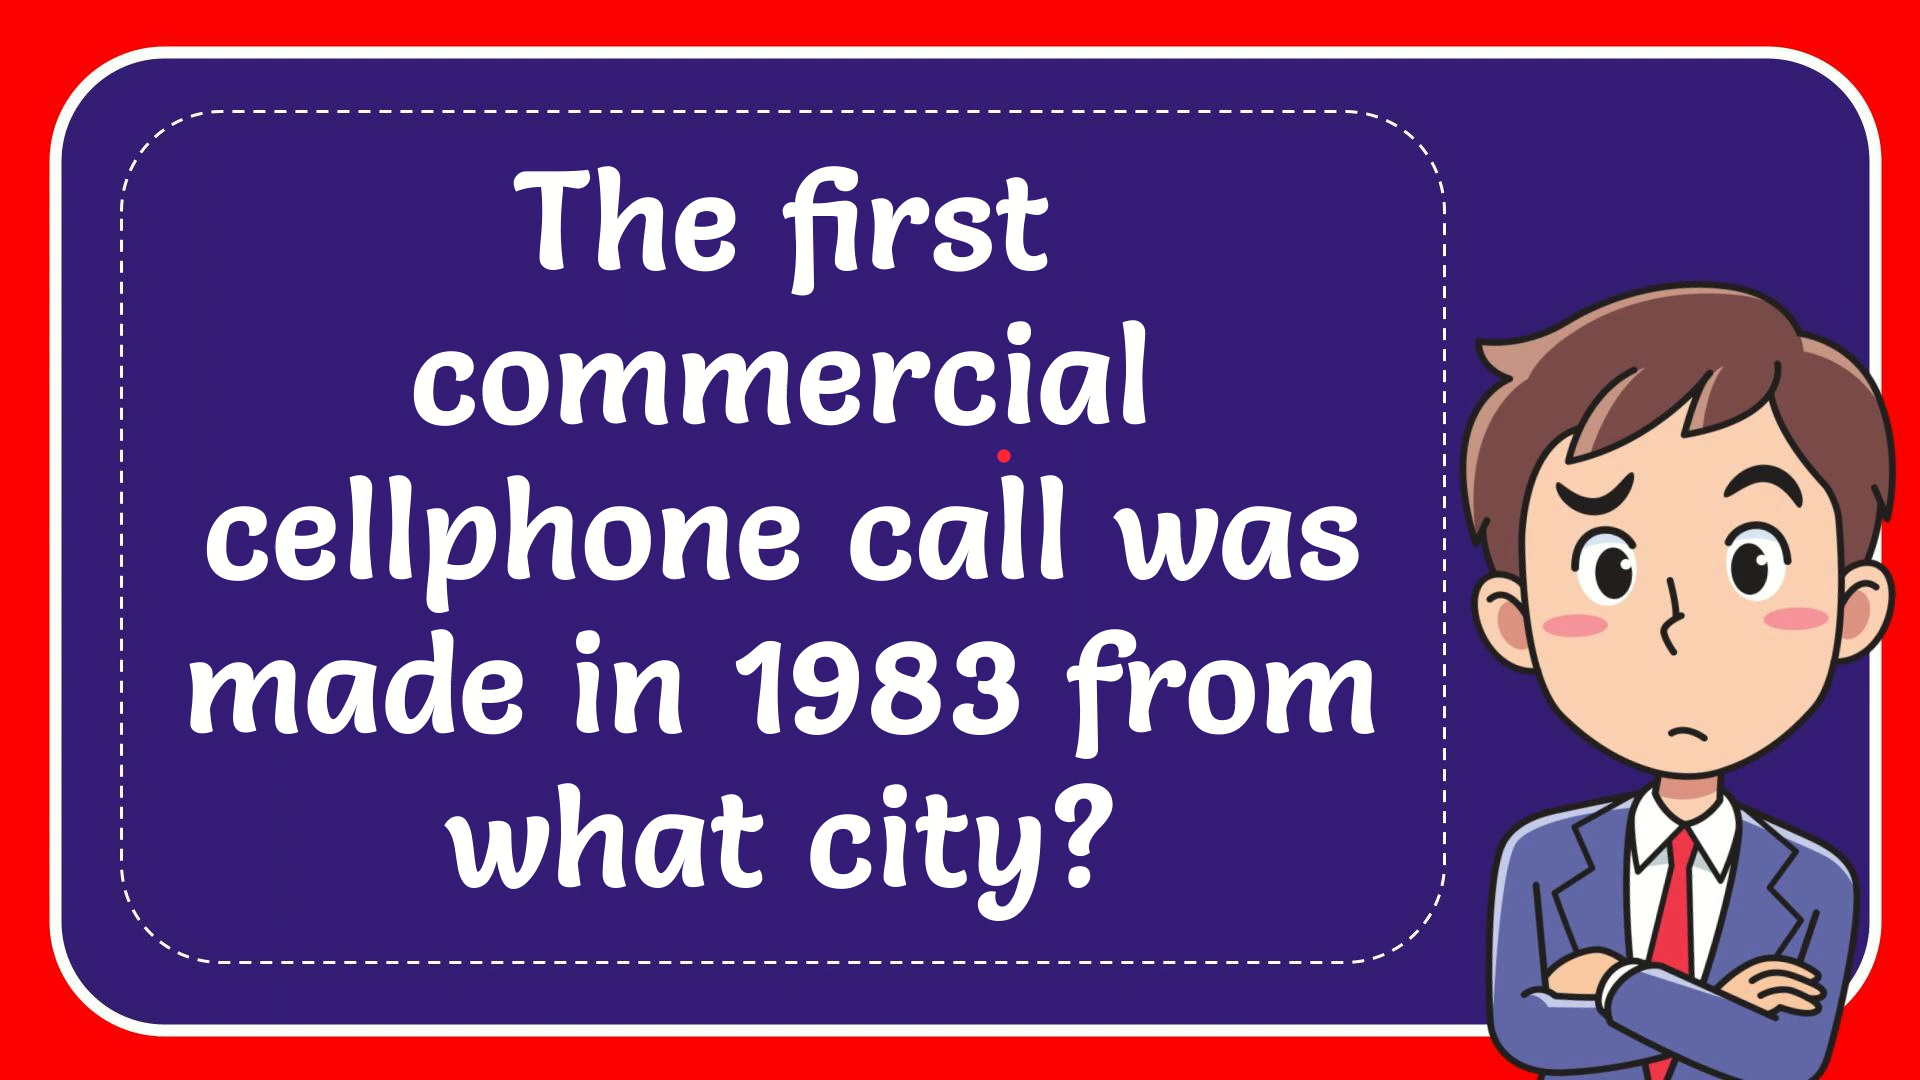 The first
commercial
cellphone call was
made in 1983 from
what city?